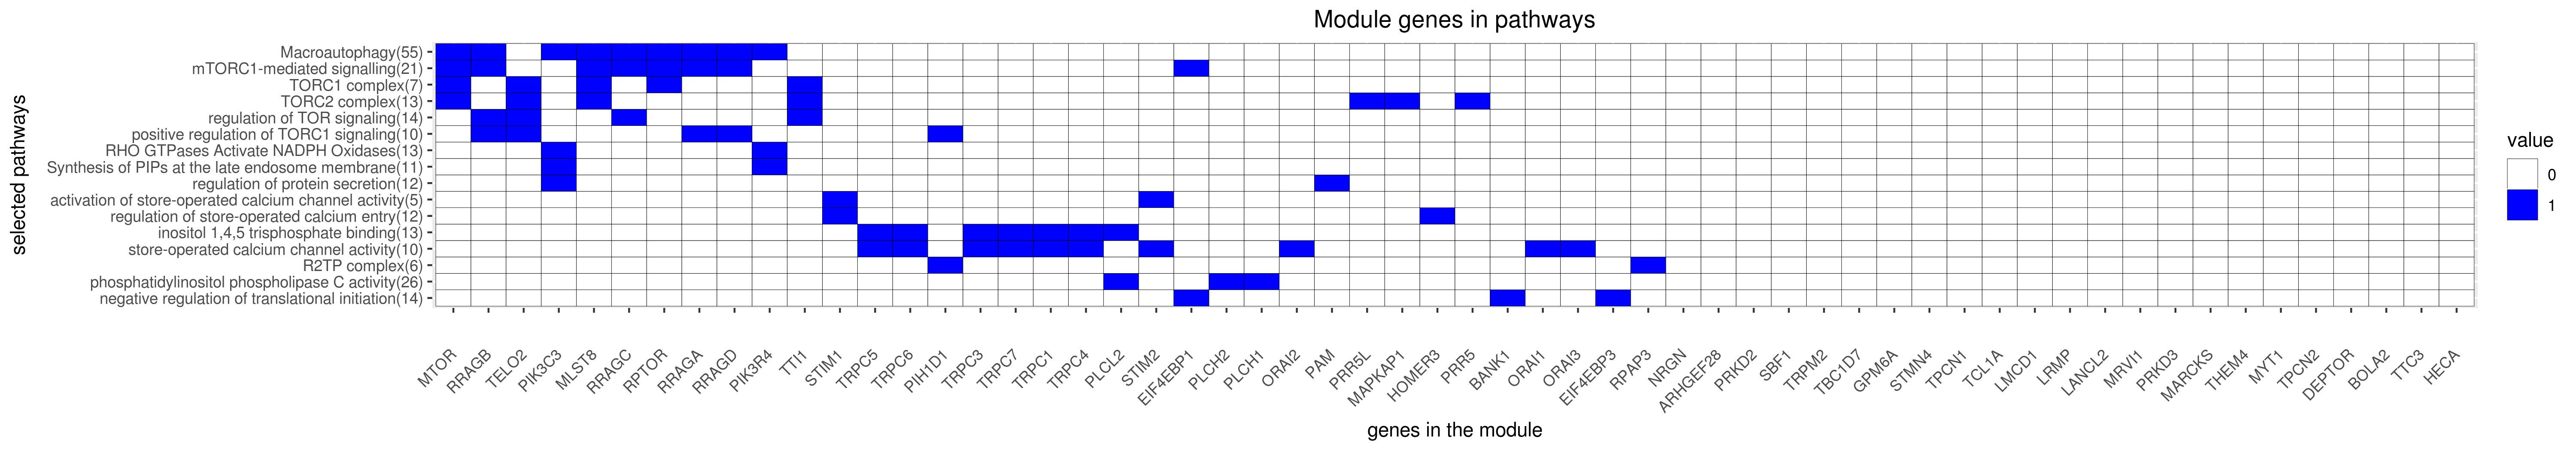 Module genes in pathways
selected pathways
Macroautophagy(55)
mTORC1-mediated signalling(21)
TORC1 complex(7)
TORC2 complex(13)
regulation of TOR signaling(14)
positive regulation of TORC1 signaling(10)
RHO GTPases Activate NADPH Oxidases(13)
Synthesis of PIPs at the late endosome membrane(11)
regulation of protein secretion(12)
activation of store-operated calcium channel activity(5)
regulation of store-operated calcium entry(12)
inositol 1,4,5 trisphosphate binding(13)
store-operated calcium channel activity(10)
R2TP complex(6)
phosphatidylinositol phospholipase C activity(26)
negative regulation of translational initiation(14)
value
0
1
MTOR
RRAGB
TELO2
PIK3C3
MLST8
RRAGC
RPTOR
RRAGA
RRAGD
PIK3R4
TTI1
STIM1
TRPC5
TRPC6
PIH1D1
TRPC3
TRPC7
TRPC1
TRPC4
PLCL2
STIM2
EIF4EBP1
PLCH2
PLCH1
ORAI2
PAM
PRR5L
MAPKAP1
HOMER3
PRR5
BANK1
ORAI1
ORAI3
EIF4EBP3
RPAP3
NRGN
ARHGEF28
PRKD2
SBF1
TRPM2
TBC1D7
GPM6A
STMN4
TPCN1
TCL1A
LMCD1
LRMP
LANCL2
MRVI1
PRKD3
MARCKS
THEM4
MYT1
TPCN2
DEPTOR
BOLA2
TTC3
HECA
genes in the module